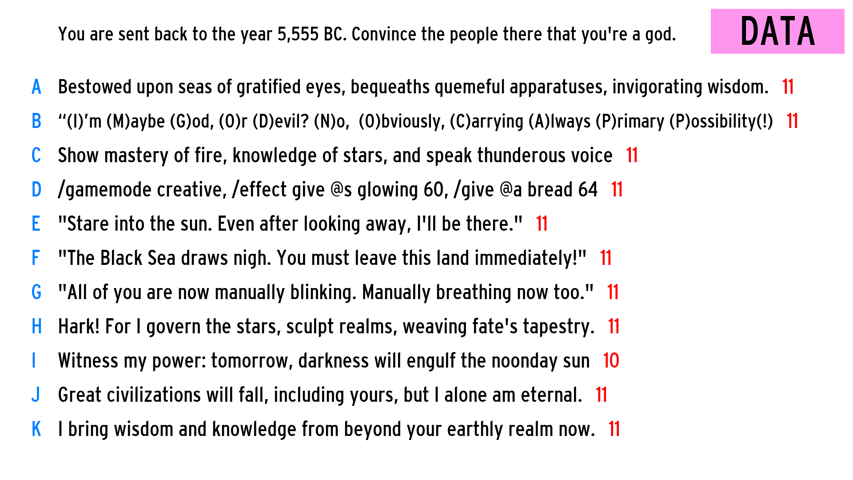 You are sent back to the year 5,555 BC. Convince the people there that you're a god.
DATA
A Bestowed upon seas of gratified eyes, bequeaths quemeful apparatuses, invigorating wisdom. 11
B “(I)’m (M)aybe (G)od, (O)r (D)evil? (N)o, (O)bviously, (C)arrying (A)lways (P)rimary (P)ossibility(!) 11
C Show mastery of fire, knowledge of stars, and speak thunderous voice 11
D /gamemode creative, /effect give @s glowing 60, /give @a bread 64 11
E "Stare into the sun. Even after looking away, I'll be there." 11
F "The Black Sea draws nigh. You must leave this land immediately!" 11
G "All of you are now manually blinking. Manually breathing now too." 11
H Hark! For I govern the stars, sculpt realms, weaving fate's tapestry. 11
I Witness my power: tomorrow, darkness will engulf the noonday sun 10
J Great civilizations will fall, including yours, but I alone am eternal. 11
K I bring wisdom and knowledge from beyond your earthly realm now. 11